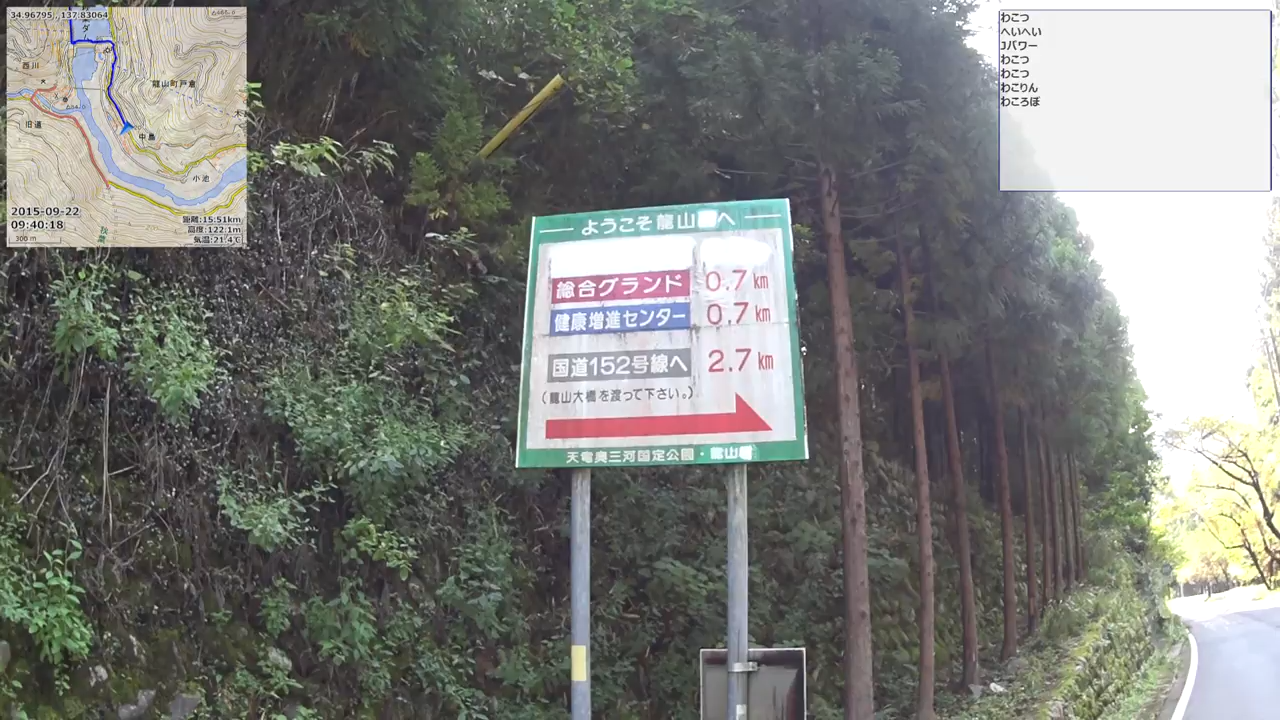 34.96795, 137.83064
西川
龍山町戸倉
旧道
中島
小池
2015-09-22
09:40:18
300 m
距離:15.51km
高度:122.1m
気温:21.4℃
わこつ
へいへい
Jパワー
わこつ
わこつ
わこりん
わころぼ
ようこそ 龍山 へ
総合グランド 0.7 km
健康増進センター 0.7 km
国道152号線へ 2.7 km
(龍山大橋を渡って下さい。)
天竜奥三河国定公園・龍山